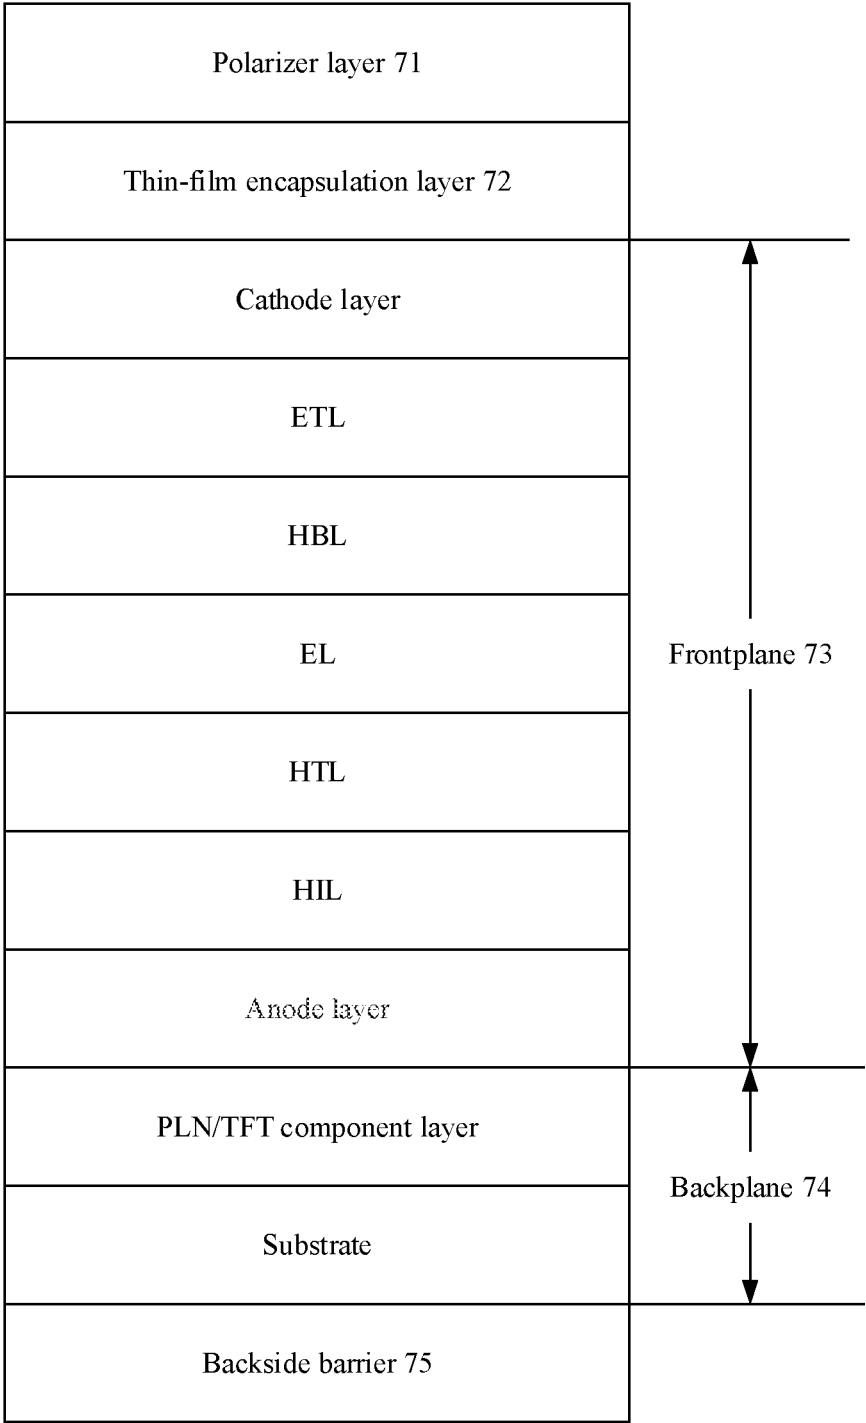 Polarizer layer 71
Thin-film encapsulation layer 72
Cathode layer
ETL
HBL
EL
Frontplane 73
HTL
HIL
Anode layer
PLN/TFT component layer
Backplane 74
Substrate
Backside barrier 75